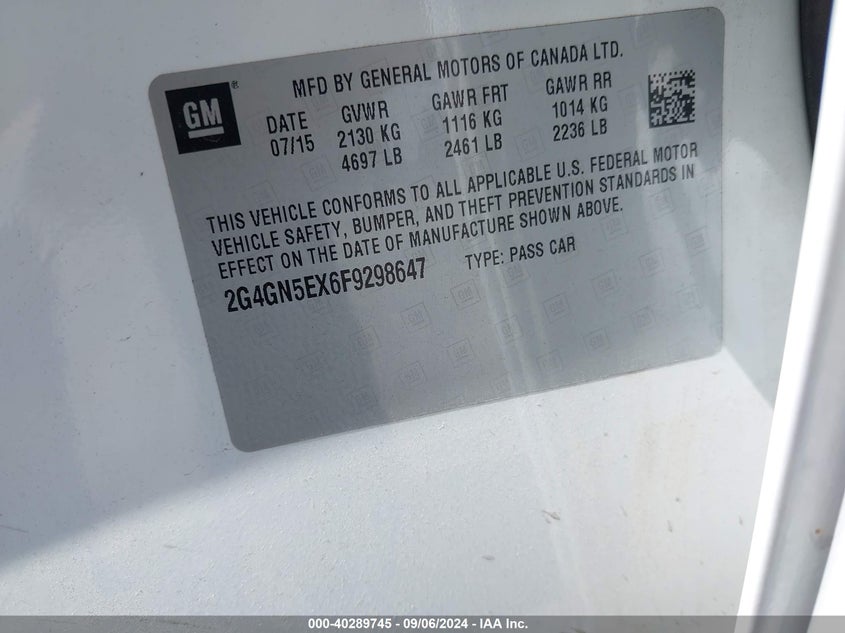 GM ®
MFD BY GENERAL MOTORS OF CANADA LTD.
DATE GVWR GAWR FRT GAWR RR
07/15 2130 KG 1116 KG 1014 KG
4697 LB 2461 LB 2236 LB
THIS VEHICLE CONFORMS TO ALL APPLICABLE U.S. FEDERAL MOTOR
VEHICLE SAFETY, BUMPER, AND THEFT PREVENTION STANDARDS IN
EFFECT ON THE DATE OF MANUFACTURE SHOWN ABOVE.
2G4GN5EX6F9298647 TYPE: PASS CAR
000-40289745 - 09/06/2024 - IAA Inc.